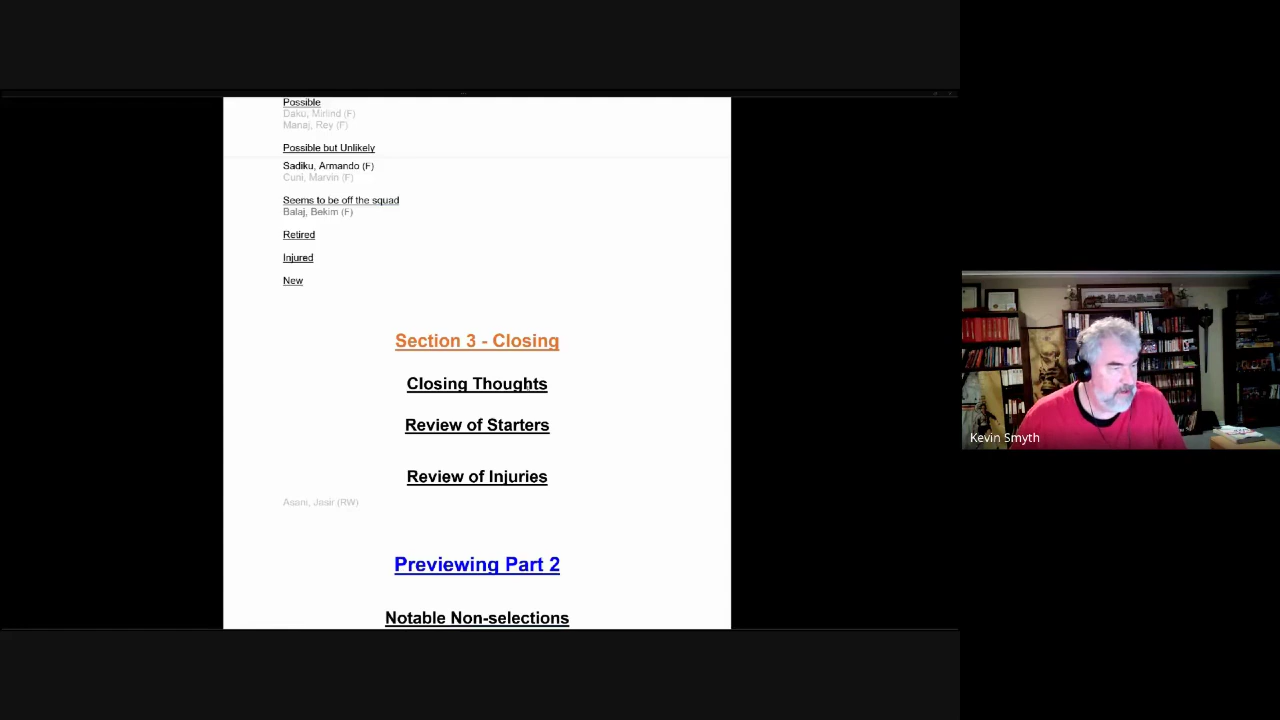 Possible
Daku, Mirlind (F)
Manaj, Rey (F)
Possible but Unlikely
Sadiku, Armando (F)
Cuni, Marvin (F)
Seems to be off the squad
Balaj, Bekim (F)
Retired
Injured
New
Section 3 - Closing
Closing Thoughts
Review of Starters
Review of Injuries
Asani, Jasir (RW)
Previewing Part 2
Notable Non-selections
Kevin Smyth